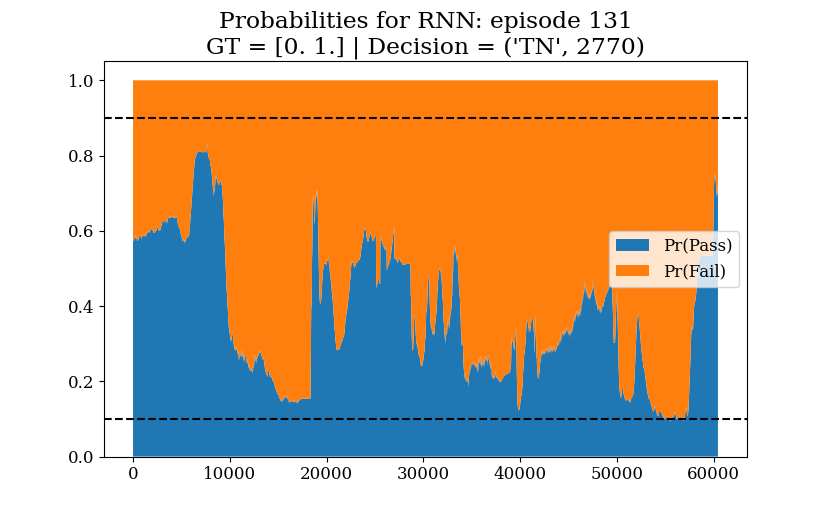 Probabilities for RNN: episode 131
GT = [0. 1.] | Decision = ('TN', 2770)
1.0
0.8
0.6
0.4
0.2
0.0
Pr(Pass)
Pr(Fail)
0 10000 20000 30000 40000 50000 60000